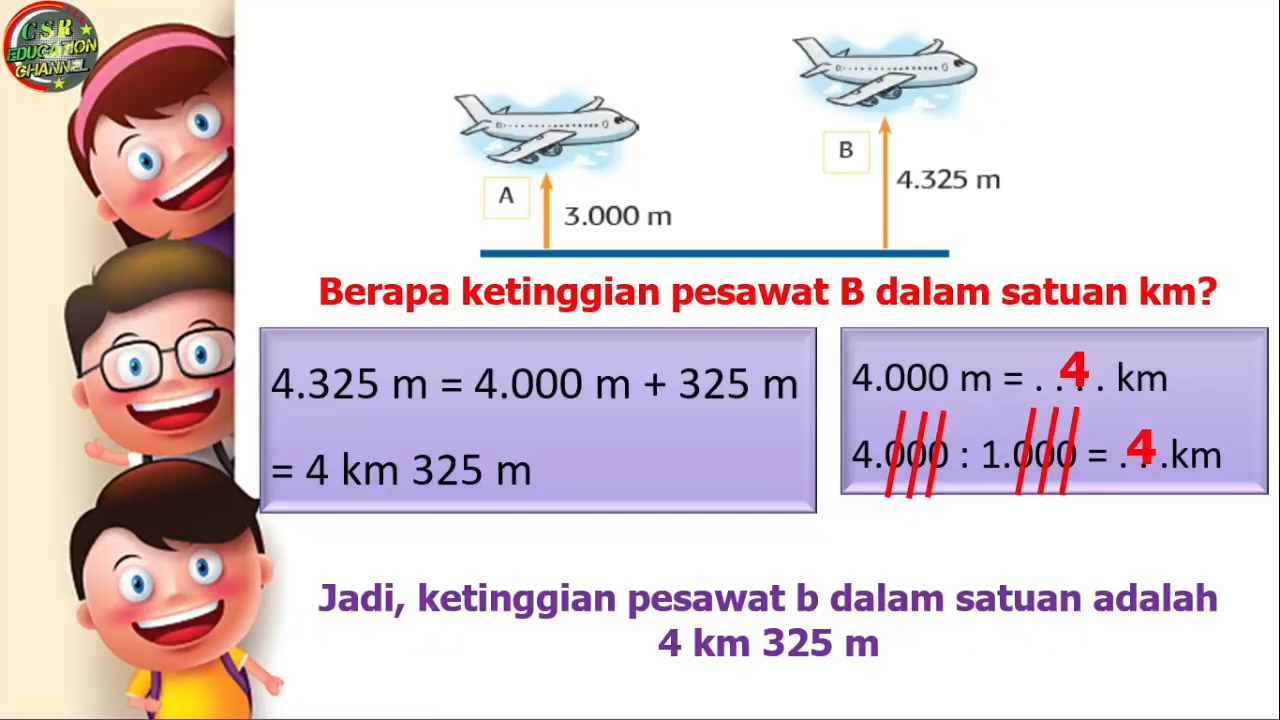 CSR
EDUCATION
CHANNEL
A
3.000 m
B
4.325 m
Berapa ketinggian pesawat B dalam satuan km?
4.325 m = 4.000 m + 325 m
= 4 km 325 m
4.000 m = . . 4 . . km
4.000 : 1.000 = . 4 . .km
Jadi, ketinggian pesawat b dalam satuan adalah
4 km 325 m